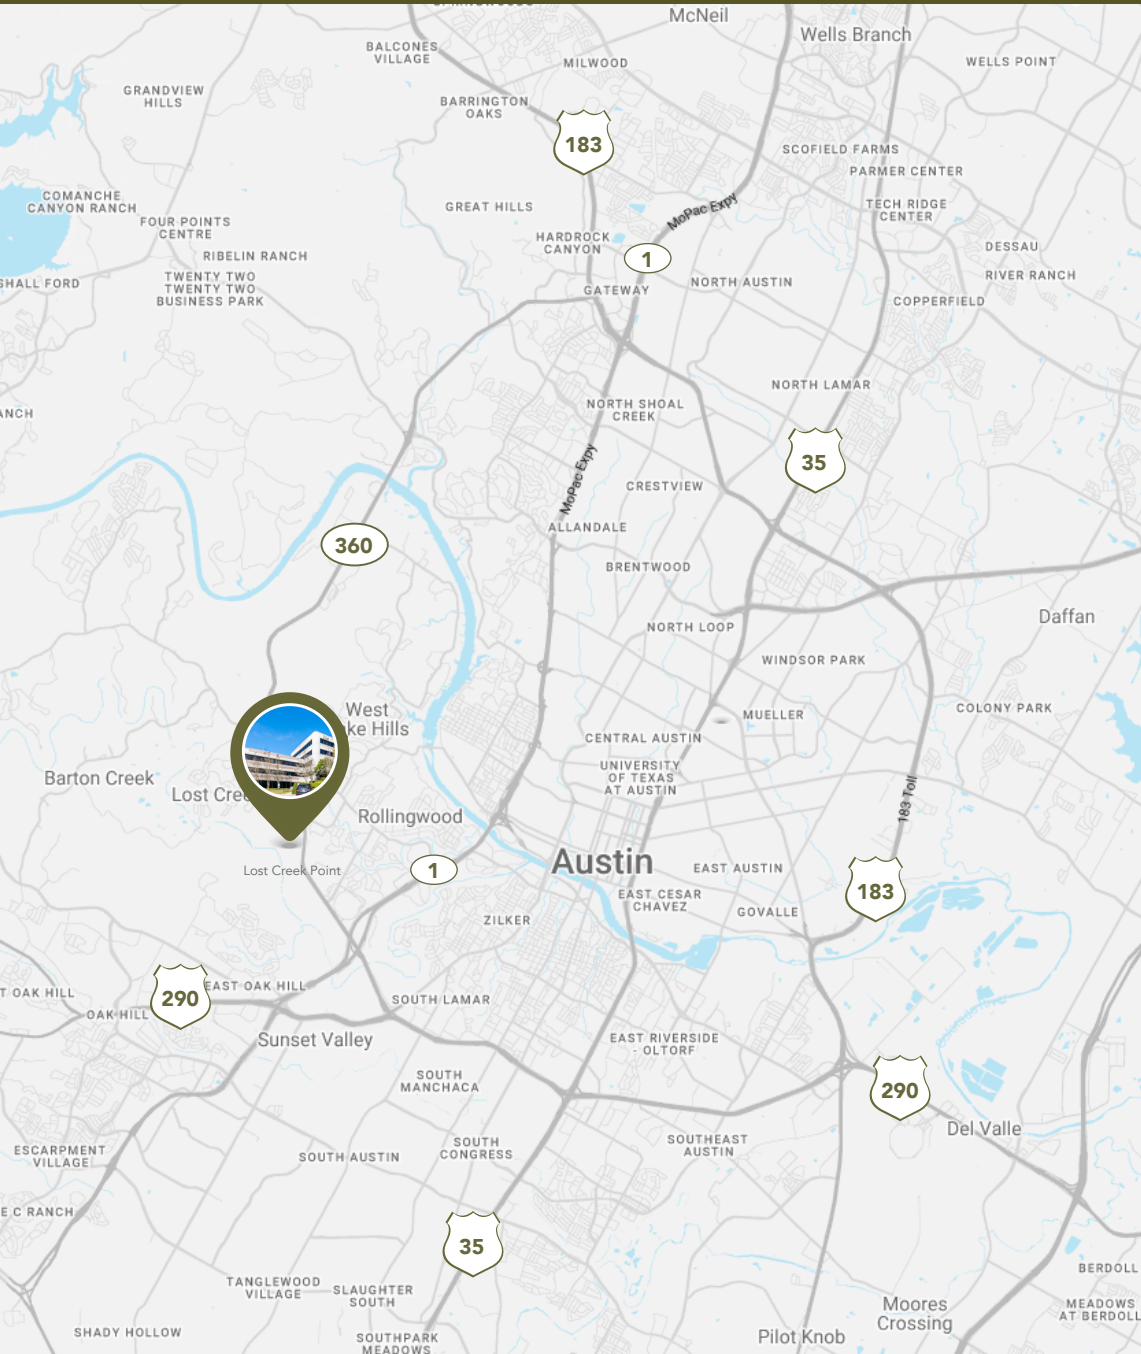 McNeil
Wells Branch
BALCONES
VILLAGE
MILWOOD
WELLS POINT
GRANDVIEW
HILLS
BARRINGTON
OAKS
183
SCOFIELD FARMS
PARMER CENTER
COMANCHE
CANYON RANCH
FOUR POINTS
CENTRE
GREAT HILLS
MoPac Expy
TECH RIDGE
CENTER
HARDROCK
CANYON
DESSAU
RIBELIN RANCH
1
SHALL FORD
TWENTY TWO
TWENTY TWO
BUSINESS PARK
GATEWAY
NORTH AUSTIN
RIVER RANCH
COPPERFIELD
NORTH LAMAR
ANCH
NORTH SHOAL
CREEK
35
MoPac Expy
CRESTVIEW
ALLANDALE
360
BRENTWOOD
Daffan
NORTH LOOP
WINDSOR PARK
West
ke Hills
MUELLER
COLONY PARK
CENTRAL AUSTIN
UNIVERSITY
OF TEXAS
AT AUSTIN
Barton Creek
Lost Cree
183 Toll
Rollingwood
Austin
Lost Creek Point
1
EAST AUSTIN
183
EAST CESAR
CHAVEZ
GOVALLE
ZILKER
T OAK HILL
290
EAST OAK HILL
OAK HILL
SOUTH LAMAR
Sunset Valley
EAST RIVERSIDE
- OLTORF
SOUTH
MANCHACA
290
Del Valle
ESCARPMENT
VILLAGE
SOUTH AUSTIN
SOUTH
CONGRESS
SOUTHEAST
AUSTIN
E C RANCH
35
BERDOLL
TANGLEWOOD
VILLAGE
SLAUGHTER
SOUTH
Moores
Crossing
MEADOWS
AT BERDOLL
SHADY HOLLOW
SOUTHPARK
MEADOWS
Pilot Knob